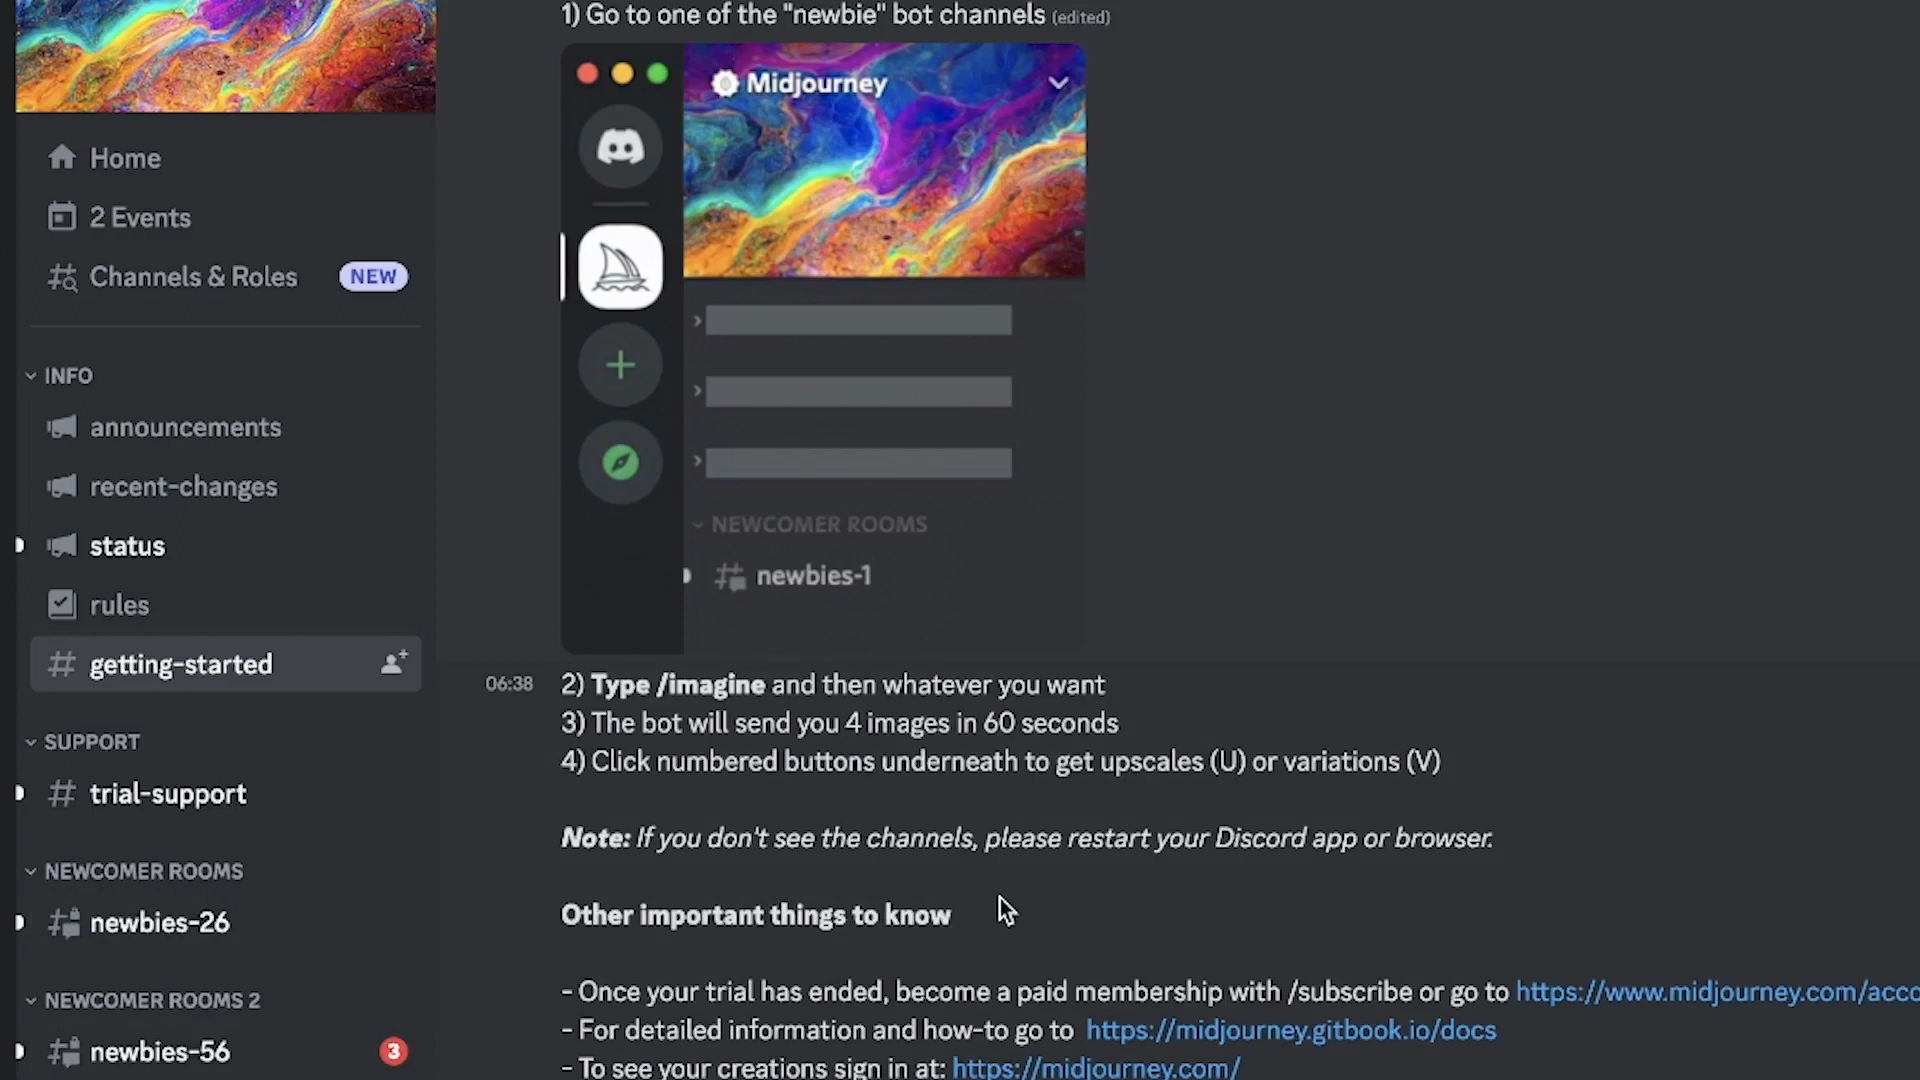 Home
2 Events
Channels & Roles NEW
INFO
announcements
recent-changes
status
rules
getting-started
SUPPORT
trial-support
NEWCOMER ROOMS
newbies-26
NEWCOMER ROOMS 2
newbies-56 3
1) Go to one of the "newbie" bot channels (edited)
Midjourney
NEWCOMER ROOMS
newbies-1
06:38 2) Type /imagine and then whatever you want
3) The bot will send you 4 images in 60 seconds
4) Click numbered buttons underneath to get upscales (U) or variations (V)
Note: If you don't see the channels, please restart your Discord app or browser.
Other important things to know
- Once your trial has ended, become a paid membership with /subscribe or go to https://www.midjourney.com/acco
- For detailed information and how-to go to https://midjourney.gitbook.io/docs
- To see your creations sign in at: https://midjourney.com/